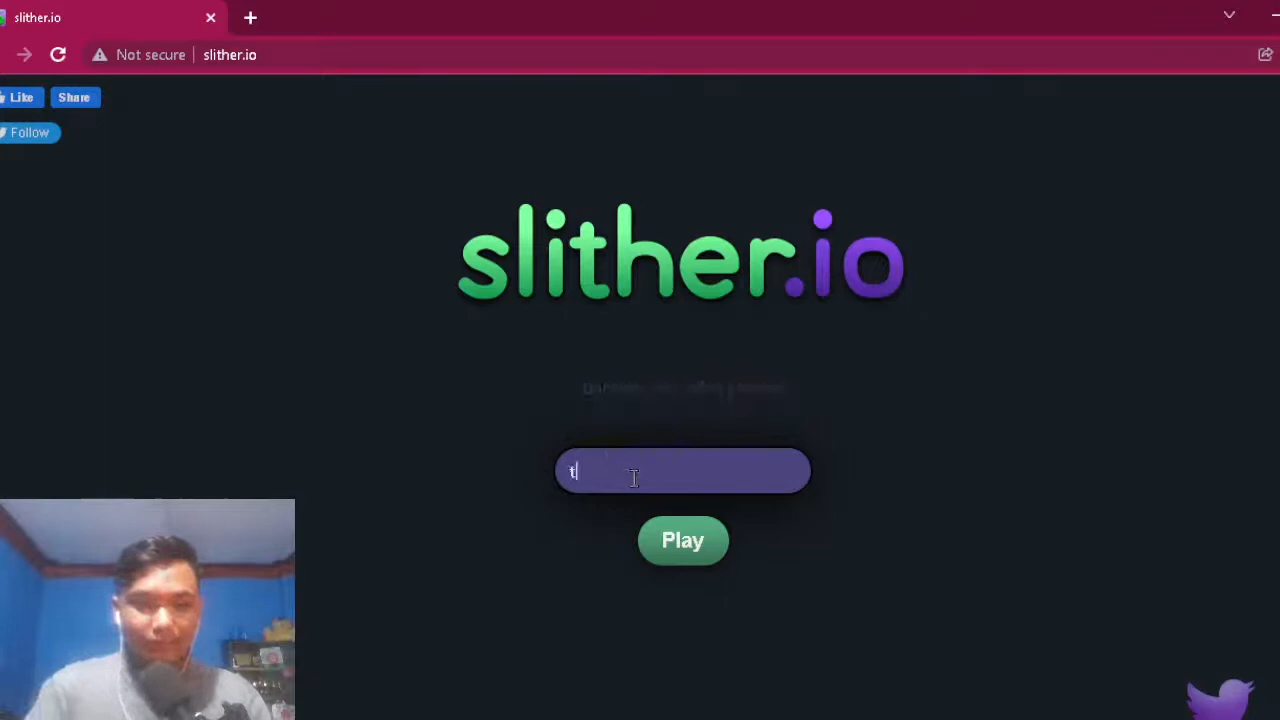 slither.io
Not secure
slither.io
Like
Share
Follow
slither.io
t
Play